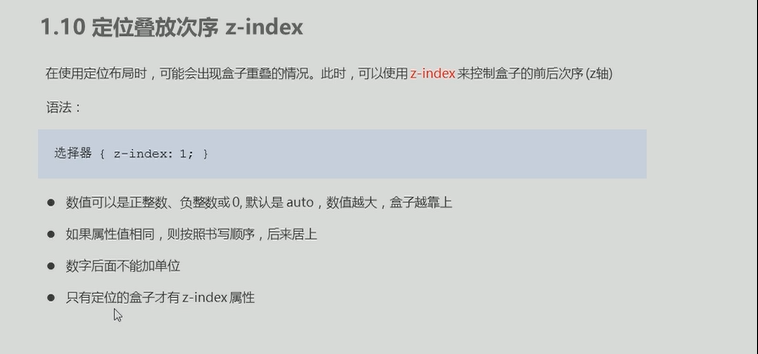 1.10 定位叠放次序 z-index
在使用定位布局时，可能会出现盒子重叠的情况。此时，可以使用 z-index 来控制盒子的前后次序 (z轴)
语法：
选择器 { z-index: 1; }
● 数值可以是正整数、负整数或 0, 默认是 auto，数值越大，盒子越靠上
● 如果属性值相同，则按照书写顺序，后来居上
● 数字后面不能加单位
● 只有定位的盒子才有 z-index 属性